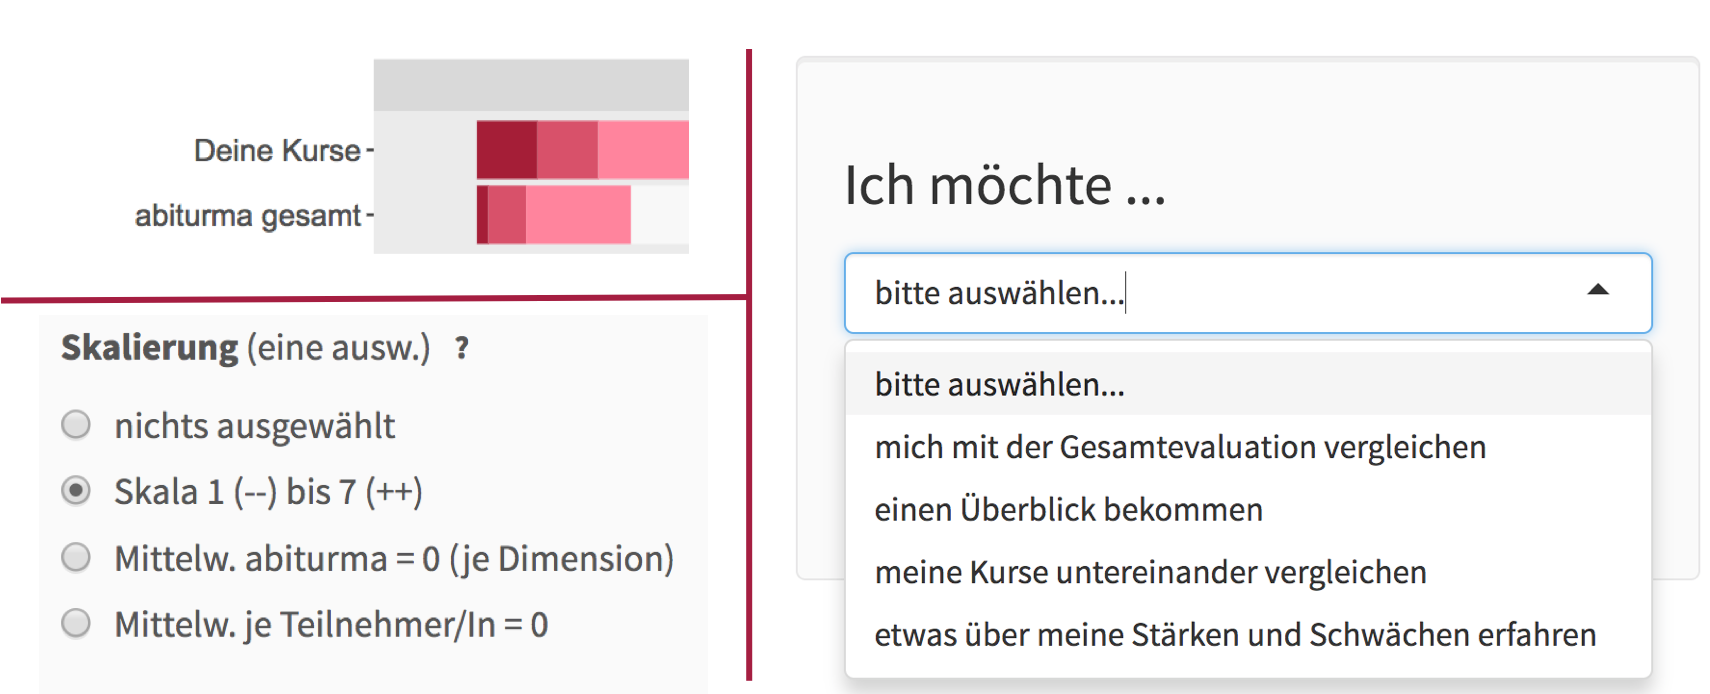 Deine Kurse
abiturma gesamt
Skalierung (eine ausw.) ?
nichts ausgewählt
Skala 1 (--) bis 7 (++)
Mittelw. abiturma = 0 (je Dimension)
Mittelw. je Teilnehmer/In = 0
Ich möchte ...
bitte auswählen...
bitte auswählen...
mich mit der Gesamtevaluation vergleichen
einen Überblick bekommen
meine Kurse untereinander vergleichen
etwas über meine Stärken und Schwächen erfahren